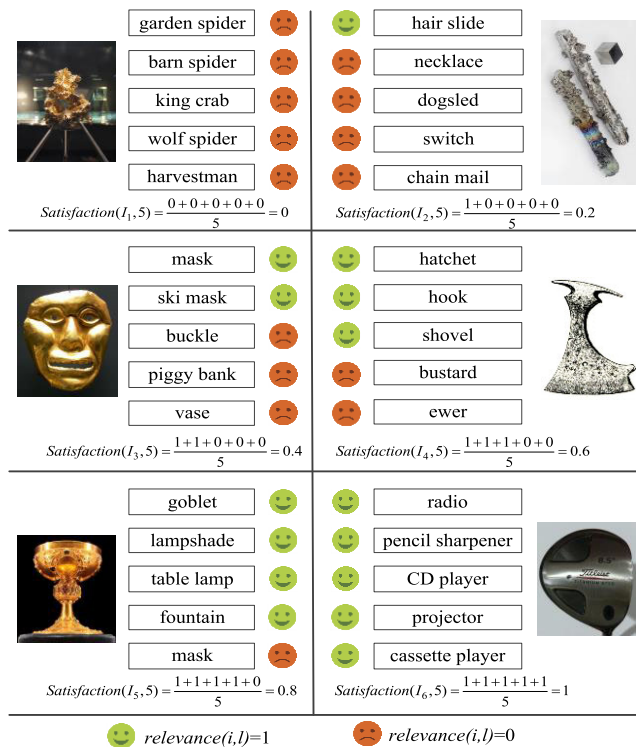 garden spider
barn spider
king crab
wolf spider
harvestman
Satisfaction(I₁,5) = (0+0+0+0+0)/5 = 0
hair slide
necklace
dogsled
switch
chain mail
Satisfaction(I₂,5) = (1+0+0+0+0)/5 = 0.2
mask
ski mask
buckle
piggy bank
vase
Satisfaction(I₃,5) = (1+1+0+0+0)/5 = 0.4
hatchet
hook
shovel
bustard
ewer
Satisfaction(I₄,5) = (1+1+1+0+0)/5 = 0.6
goblet
lampshade
table lamp
fountain
mask
Satisfaction(I₅,5) = (1+1+1+1+0)/5 = 0.8
radio
pencil sharpener
CD player
projector
cassette player
Satisfaction(I₆,5) = (1+1+1+1+1)/5 = 1
Titleist
relevance(i,l)=1
relevance(i,l)=0